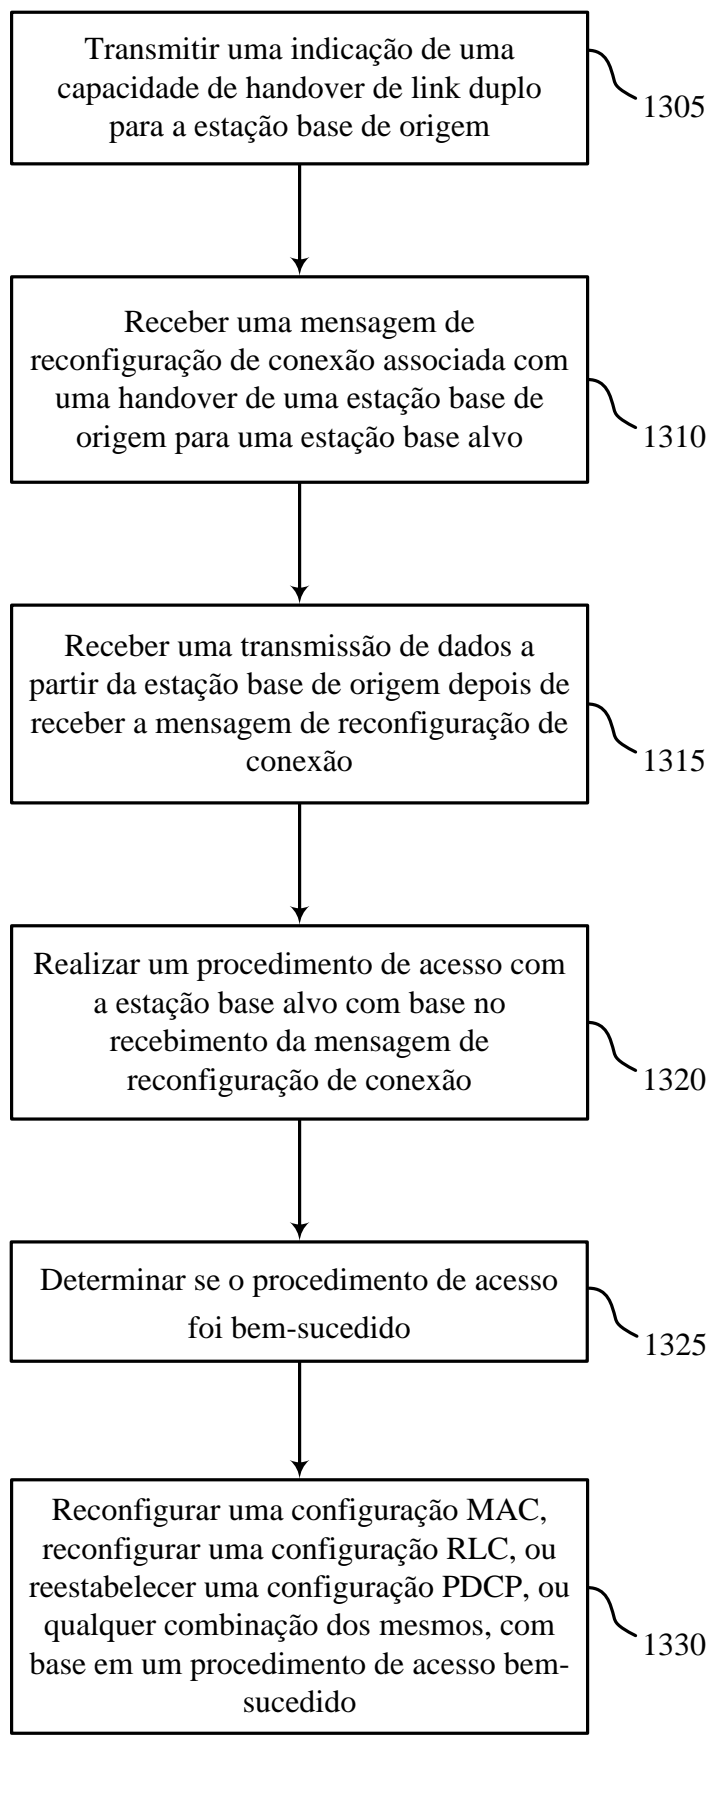 Transmitir uma indicação de uma
capacidade de handover de link duplo
para a estação base de origem
1305
Receber uma mensagem de
reconfiguração de conexão associada com
uma handover de uma estação base de
origem para uma estação base alvo
1310
Receber uma transmissão de dados a
partir da estação base de origem depois de
receber a mensagem de reconfiguração de
conexão
1315
Realizar um procedimento de acesso com
a estação base alvo com base no
recebimento da mensagem de
reconfiguração de conexão
1320
Determinar se o procedimento de acesso
foi bem-sucedido
1325
Reconfigurar uma configuração MAC,
reconfigurar uma configuração RLC, ou
reestabelecer uma configuração PDCP, ou
qualquer combinação dos mesmos, com
base em um procedimento de acesso bem-
sucedido
1330